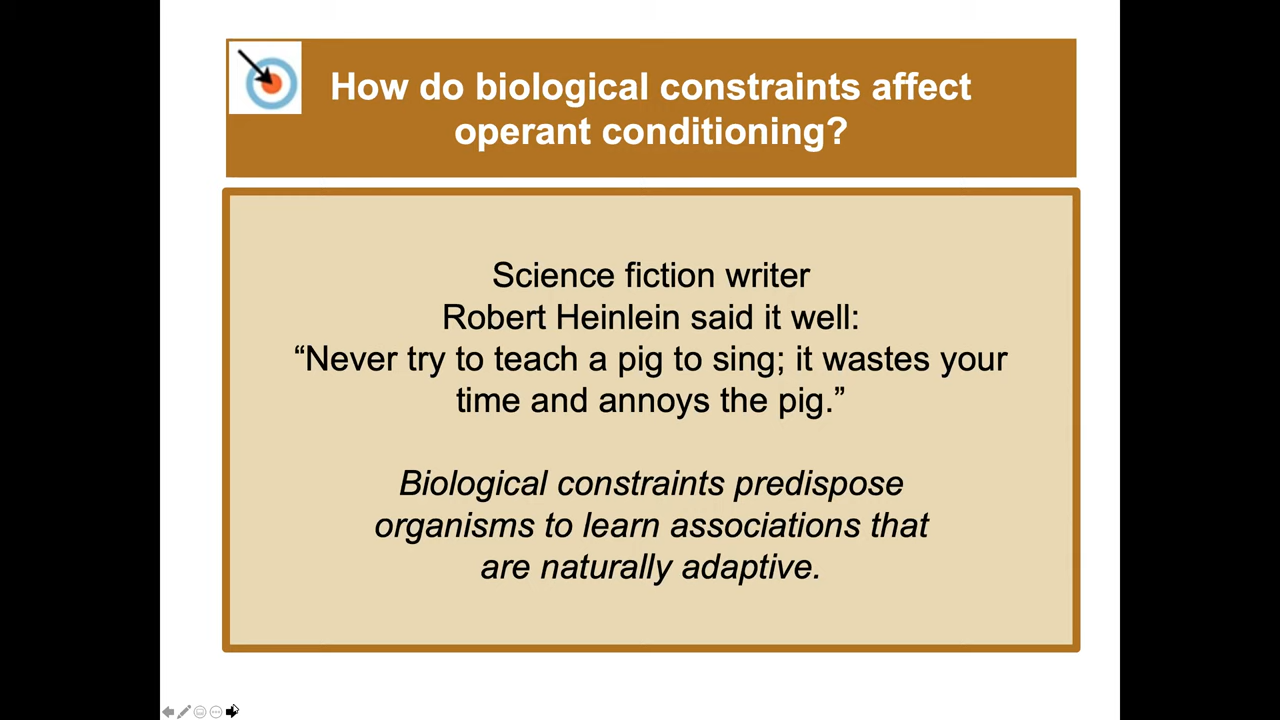 How do biological constraints affect
operant conditioning?
Science fiction writer
Robert Heinlein said it well:
“Never try to teach a pig to sing; it wastes your
time and annoys the pig.”
Biological constraints predispose
organisms to learn associations that
are naturally adaptive.